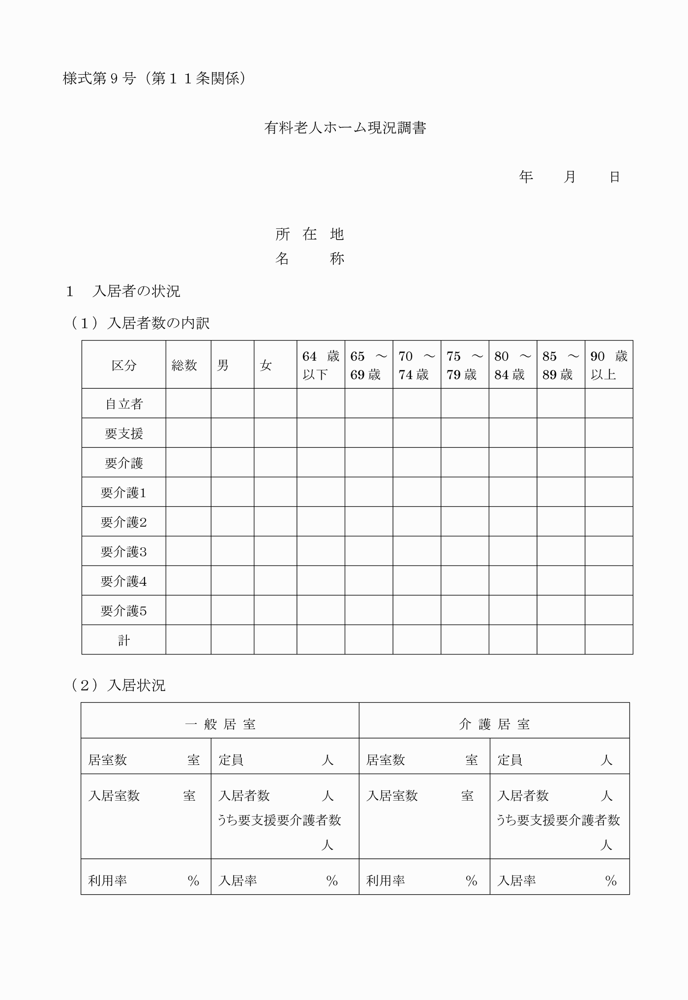 様式第９号（第１１条関係）
有料老人ホーム現況調書
年　　月　　日
所 在 地
名　　称
１　入居者の状況
（１）入居者数の内訳
区分 総数 男 女 64 歳以下 65 ～69 歳 70 ～74 歳 75 ～79 歳 80 ～84 歳 85 ～89 歳 90 歳以上
自立者
要支援
要介護
要介護1
要介護2
要介護3
要介護4
要介護5
計
（２）入居状況
一 般 居 室　介 護 居 室
居室数　室　定員　人　居室数　室　定員　人
入居室数　室　入居者数　人　入居室数　室　入居者数　人
うち要支援要介護者数　うち要支援要介護者数
人　人
利用率　％　入居率　％　利用率　％　入居率　％